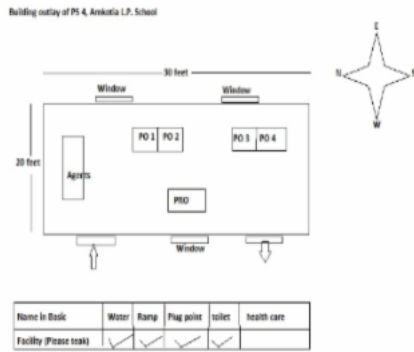 Building outlay of PS 4, Amkotia L.P. School
E
30 feet
N
S
Window
Window
W
PO 1 PO 2
PO 3 PO 4
20 feet
Agents
PRO
Window
Name in Basic Water Ramp Plug point toilet health care
Facility (Please teak)